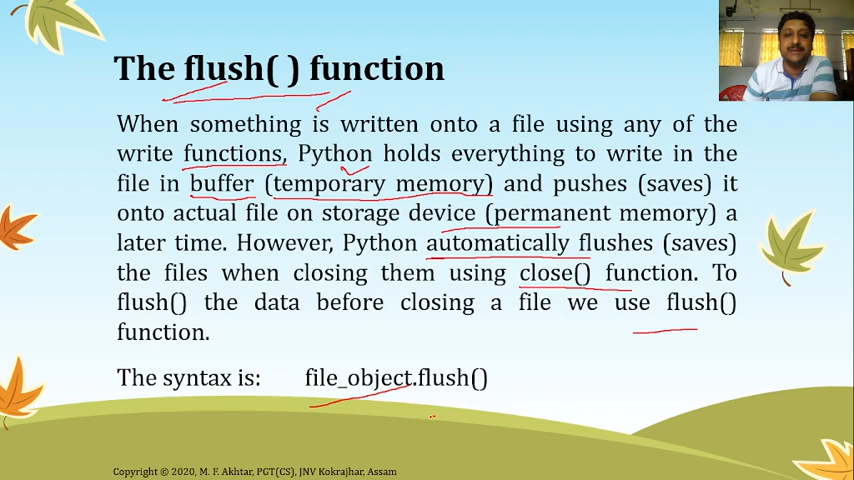 The flush( ) function
When something is written onto a file using any of the
write functions, Python holds everything to write in the
file in buffer (temporary memory) and pushes (saves) it
onto actual file on storage device (permanent memory) a
later time. However, Python automatically flushes (saves)
the files when closing them using close() function. To
flush() the data before closing a file we use flush()
function.
The syntax is: file_object.flush()
Copyright © 2020, M. F. Akhtar, PGT(CS), JNV Kokrajhar, Assam